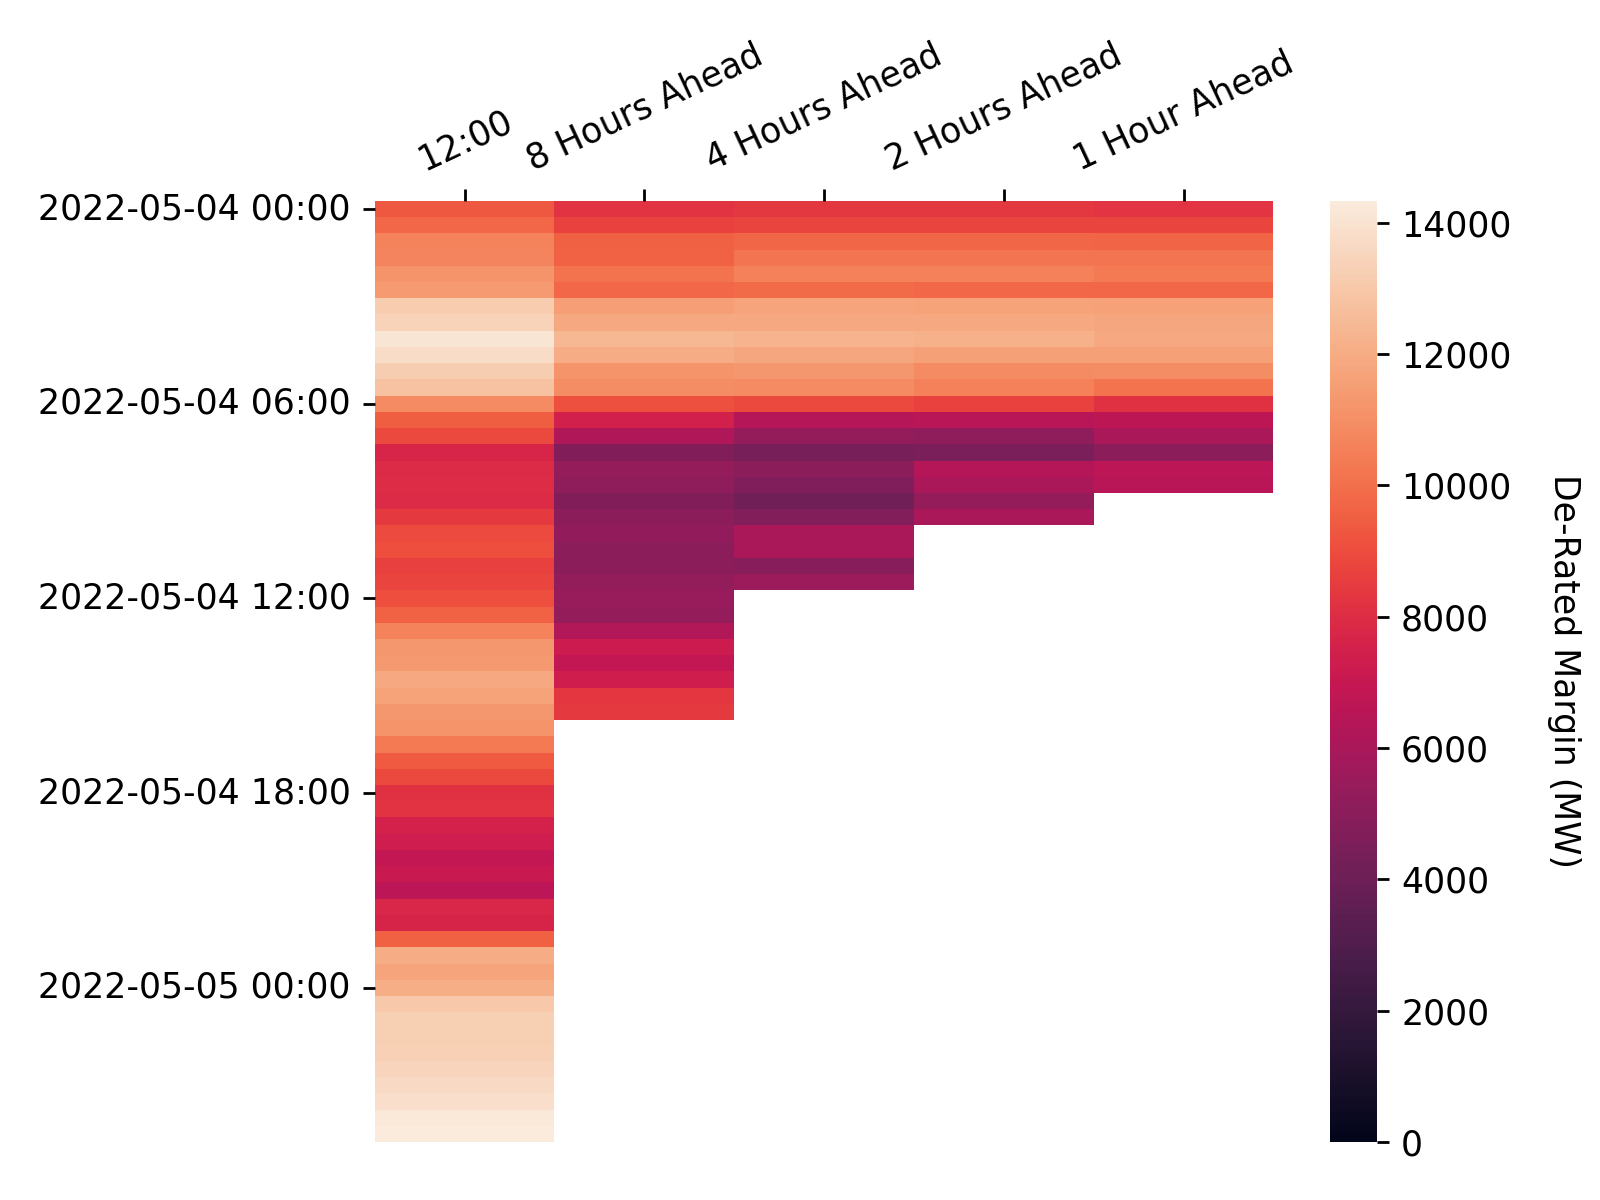 12:00
8 Hours Ahead
4 Hours Ahead
2 Hours Ahead
1 Hour Ahead
2022-05-04 00:00
2022-05-04 06:00
2022-05-04 12:00
2022-05-04 18:00
2022-05-05 00:00
14000
12000
10000
8000
6000
4000
2000
0
De-Rated Margin (MW)